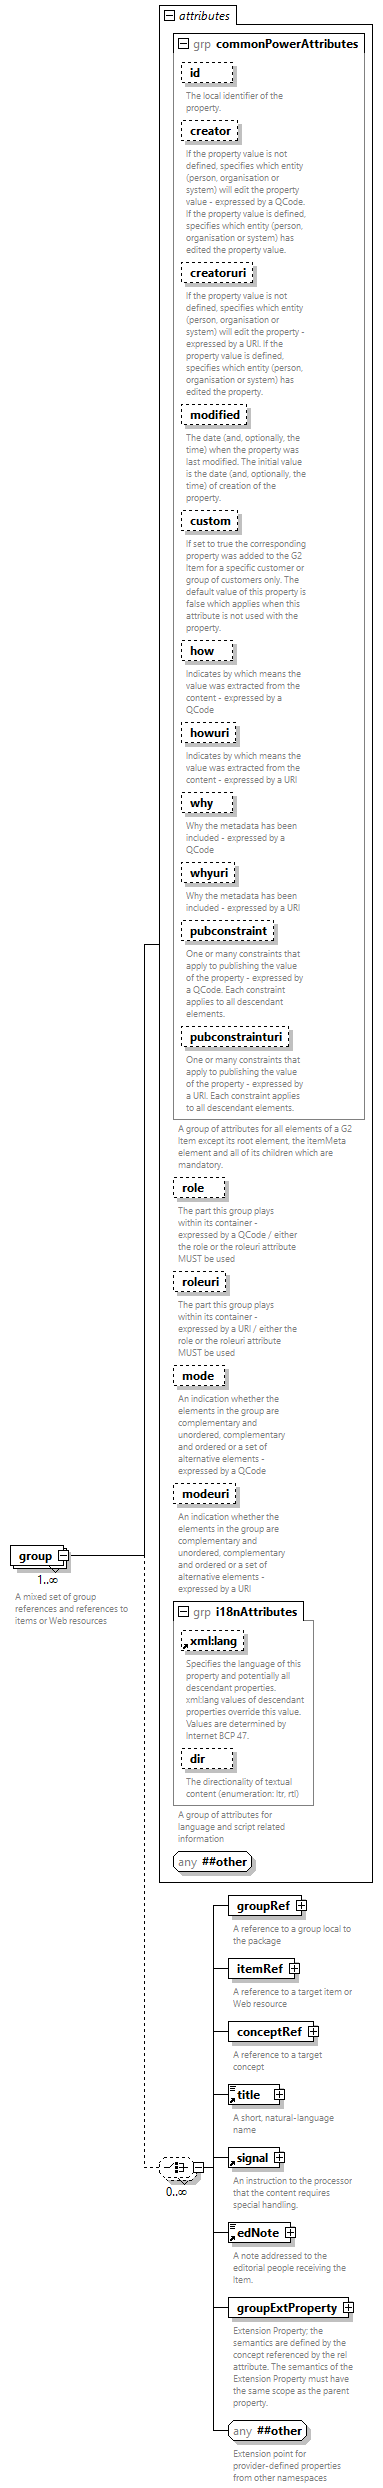 attributes
grp commonPowerAttributes
id
The local identifier of the
property.
creator
If the property value is not
defined, specifies which entity
(person, organisation or
system) will edit the property
value - expressed by a QCode.
If the property value is defined,
specifies which entity (person,
organisation or system) has
edited the property value.
creatoruri
If the property value is not
defined, specifies which entity
(person, organisation or
system) will edit the property -
expressed by a URI. If the
property value is defined,
specifies which entity (person,
organisation or system) has
edited the property.
modified
The date (and, optionally, the
time) when the property was
last modified. The initial value
is the date (and, optionally, the
time) of creation of the
property.
custom
If set to true the corresponding
property was added to the G2
Item for a specific customer or
group of customers only. The
default value of this property is
false which applies when this
attribute is not used with the
property.
how
Indicates by which means the
value was extracted from the
content - expressed by a
QCode
howuri
Indicates by which means the
value was extracted from the
content - expressed by a URI
why
Why the metadata has been
included - expressed by a
QCode
whyuri
Why the metadata has been
included - expressed by a URI
pubconstraint
One or many constraints that
apply to publishing the value
of the property - expressed by
a QCode. Each constraint
applies to all descendant
elements.
pubconstrainturi
One or many constraints that
apply to publishing the value
of the property - expressed by
a URI. Each constraint applies
to all descendant elements.
A group of attributes for all elements of a G2
Item except its root element, the itemMeta
element and all of its children which are
mandatory.
role
The part this group plays
within its container -
expressed by a QCode / either
the role or the roleuri attribute
MUST be used
roleuri
The part this group plays
within its container -
expressed by a URI / either the
role or the roleuri attribute
MUST be used
mode
An indication whether the
elements in the group are
complementary and
unordered, complementary
and ordered or a set of
alternative elements -
expressed by a QCode
modeuri
An indication whether the
elements in the group are
complementary and
unordered, complementary
and ordered or a set of
alternative elements -
expressed by a URI
group
1..∞
A mixed set of group
references and references to
items or Web resources
grp i18nAttributes
xml:lang
Specifies the language of this
property and potentially all
descendant properties.
xml:lang values of descendant
properties override this value.
Values are determined by
Internet BCP 47.
dir
The directionality of textual
content (enumeration: ltr, rtl)
A group of attributes for
language and script related
information
any ##other
groupRef
A reference to a group local to
the package
itemRef
A reference to a target item or
Web resource
conceptRef
A reference to a target
concept
title
A short, natural-language
name
signal
An instruction to the processor
that the content requires
special handling.
0..∞
edNote
A note addressed to the
editorial people receiving the
Item.
groupExtProperty
Extension Property: the
semantics are defined by the
concept referenced by the rel
attribute. The semantics of the
Extension Property must have
the same scope as the parent
property.
any ##other
Extension point for
provider-defined properties
from other namespaces